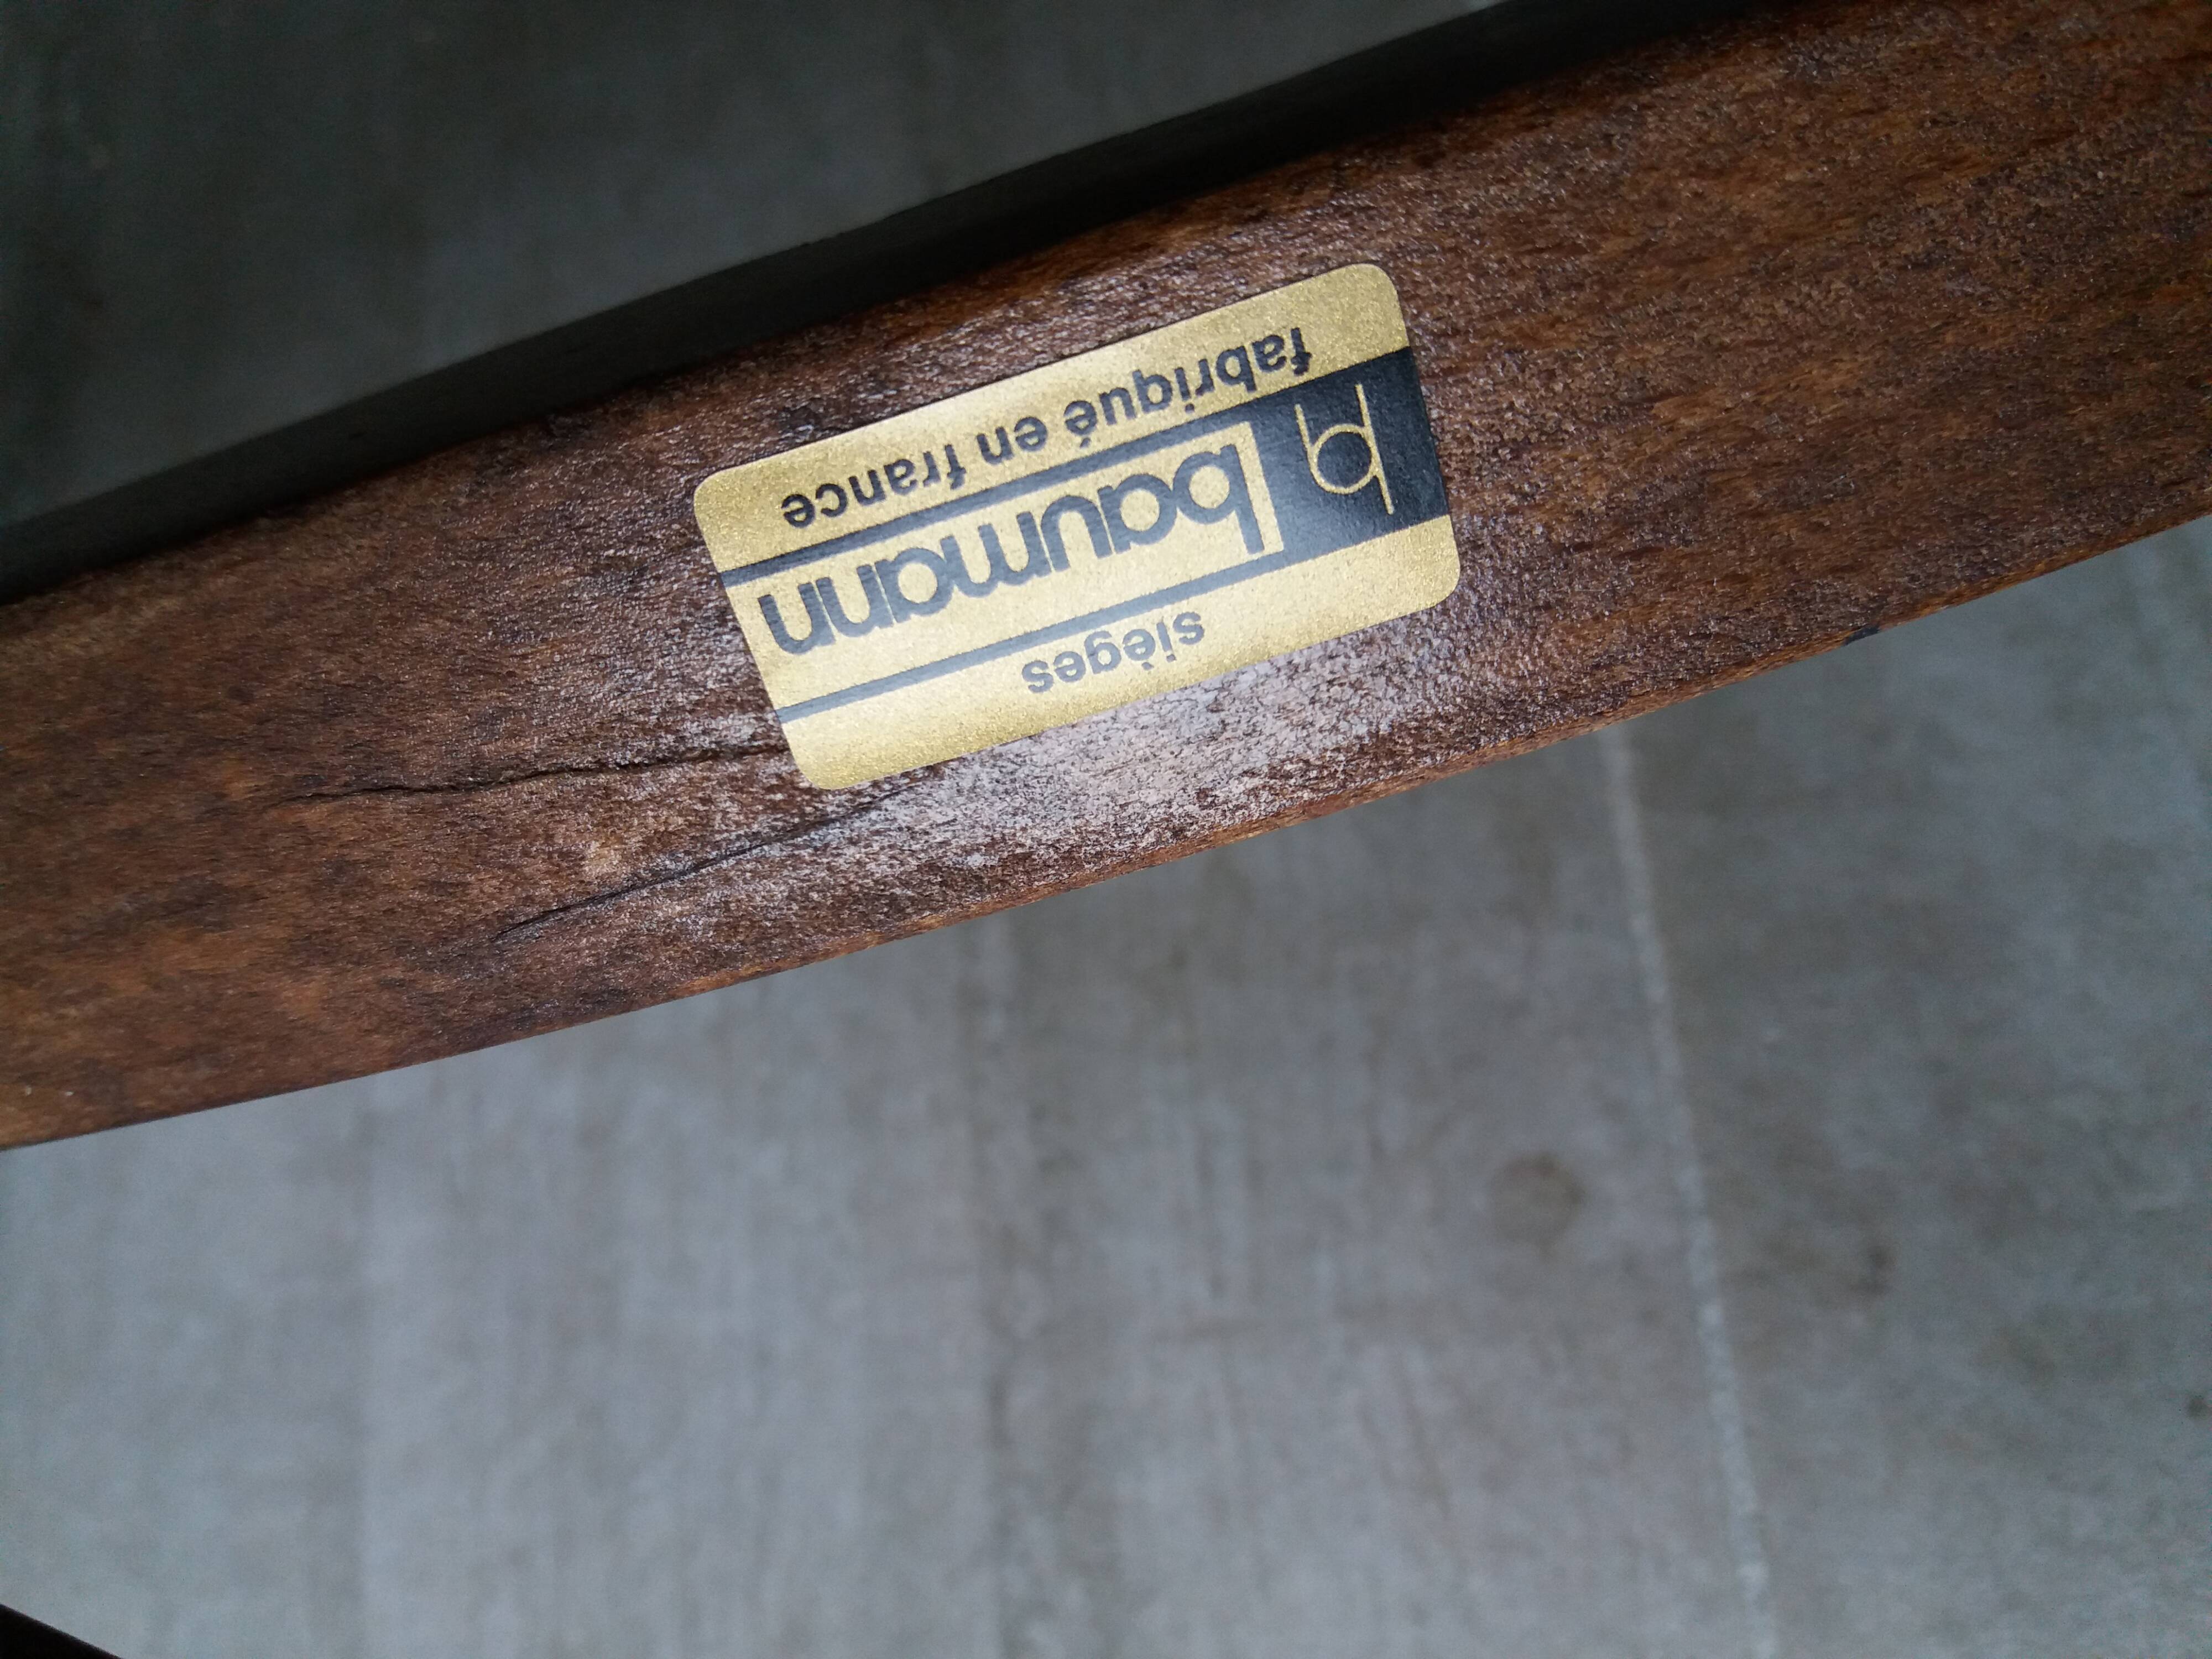 sièges
b baumann
fabriqué en france